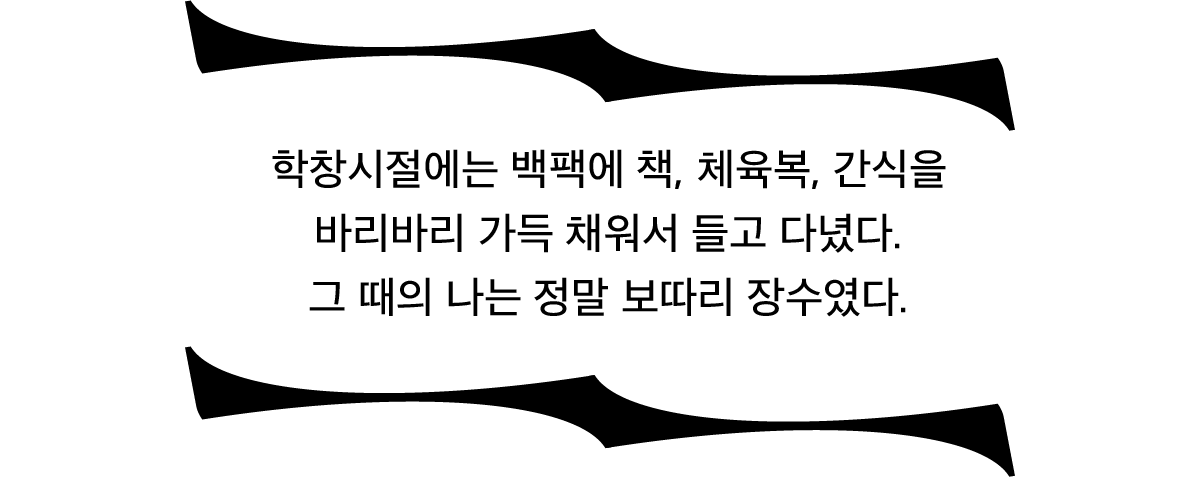 학창시절에는 백팩에 책, 체육복, 간식을
바리바리 가득 채워서 들고 다녔다.
그 때의 나는 정말 보따리 장수였다.